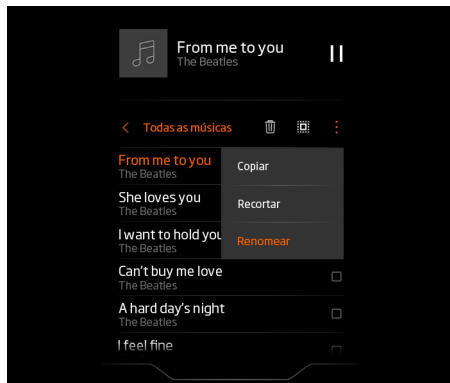 From me to you
The Beatles
Todas as músicas
From me to you
The Beatles
Copiar
She loves you
The Beatles
Recortar
I want to hold you
The Beatles
Renomear
Can't buy me love
The Beatles
A hard day's night
The Beatles
I feel fine